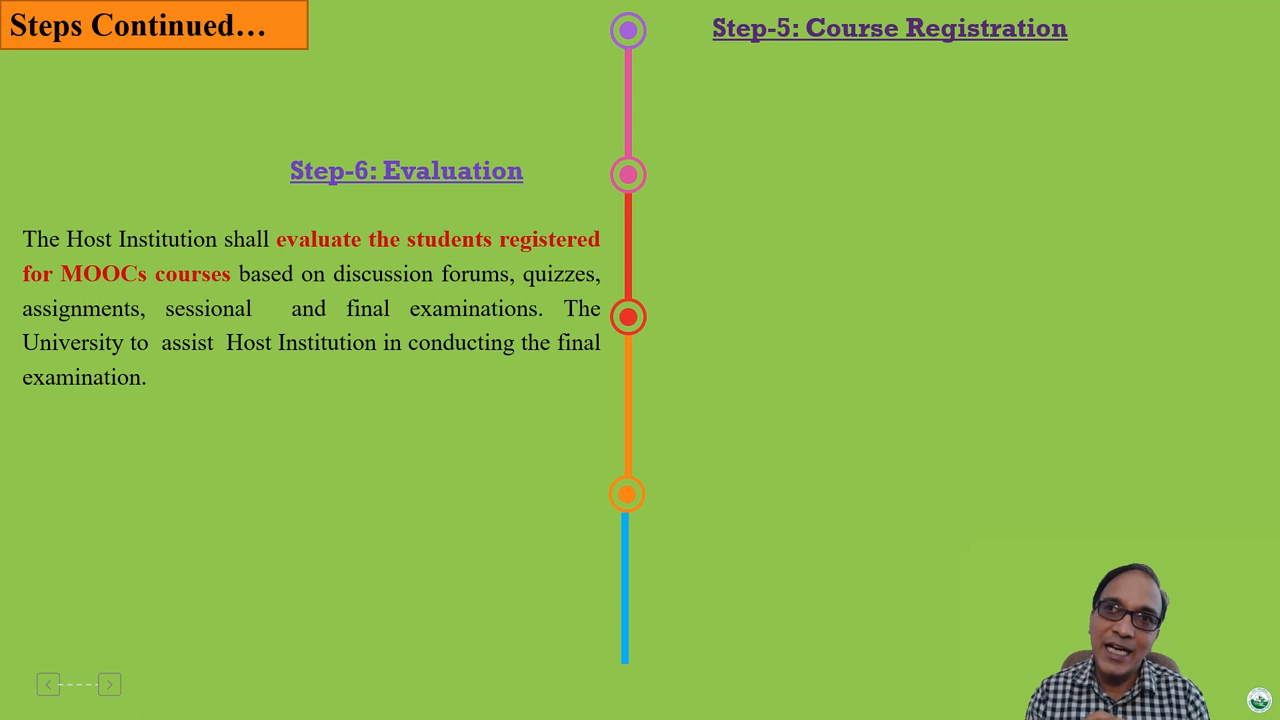 Steps Continued…
Step-5: Course Registration
Step-6: Evaluation
The Host Institution shall evaluate the students registered
for MOOCs courses based on discussion forums, quizzes,
assignments, sessional and final examinations. The
University to assist Host Institution in conducting the final
examination.